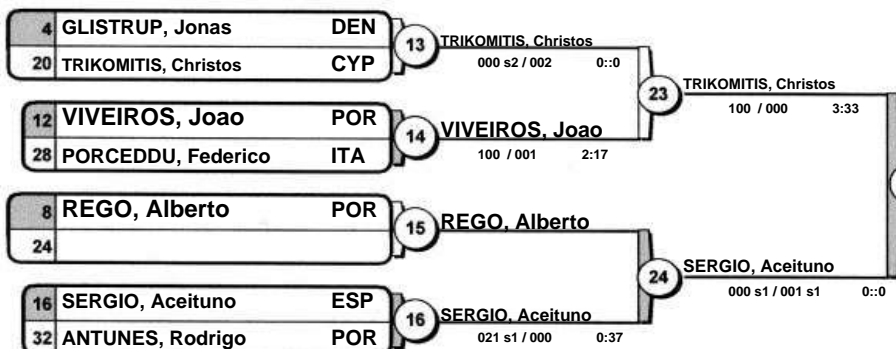 4 GLISTRUP, Jonas DEN
20 TRIKOMITIS, Christos CYP
13 TRIKOMITIS, Christos
000 s2 / 002 0::0
12 VIVEIROS, Joao POR
28 PORCEDDU, Federico ITA
14 VIVEIROS, Joao
100 / 001 2:17
23 TRIKOMITIS, Christos
100 / 000 3:33
8 REGO, Alberto POR
24
15 REGO, Alberto
16 SERGIO, Aceituno ESP
32 ANTUNES, Rodrigo POR
16 SERGIO, Aceituno
021 s1 / 000 0:37
24 SERGIO, Aceituno
000 s1 / 001 s1 0::0